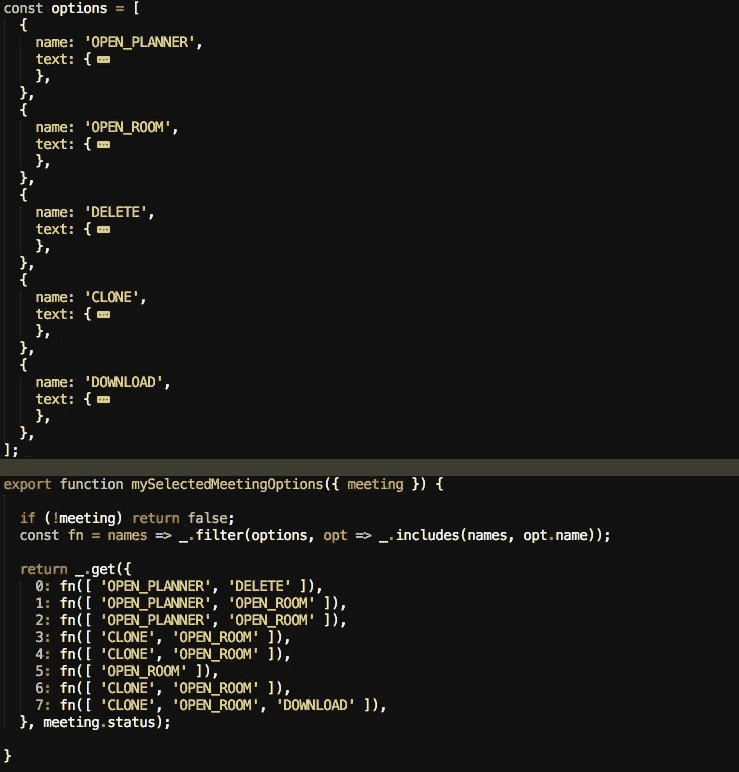 const options = [
  {
    name: 'OPEN_PLANNER',
    text: {
    },
  },
  {
    name: 'OPEN_ROOM',
    text: {
    },
  },
  {
    name: 'DELETE',
    text: {
    },
  },
  {
    name: 'CLONE',
    text: {
    },
  },
  {
    name: 'DOWNLOAD',
    text: {
    },
  },
];
export function mySelectedMeetingOptions({ meeting }) {
  if (!meeting) return false;
  const fn = names => _.filter(options, opt => _.includes(names, opt.name));
  return _.get({
    0: fn([ 'OPEN_PLANNER', 'DELETE' ]),
    1: fn([ 'OPEN_PLANNER', 'OPEN_ROOM' ]),
    2: fn([ 'OPEN_PLANNER', 'OPEN_ROOM' ]),
    3: fn([ 'CLONE', 'OPEN_ROOM' ]),
    4: fn([ 'CLONE', 'OPEN_ROOM' ]),
    5: fn([ 'OPEN_ROOM' ]),
    6: fn([ 'CLONE', 'OPEN_ROOM' ]),
    7: fn([ 'CLONE', 'OPEN_ROOM', 'DOWNLOAD' ]),
  }, meeting.status);
}